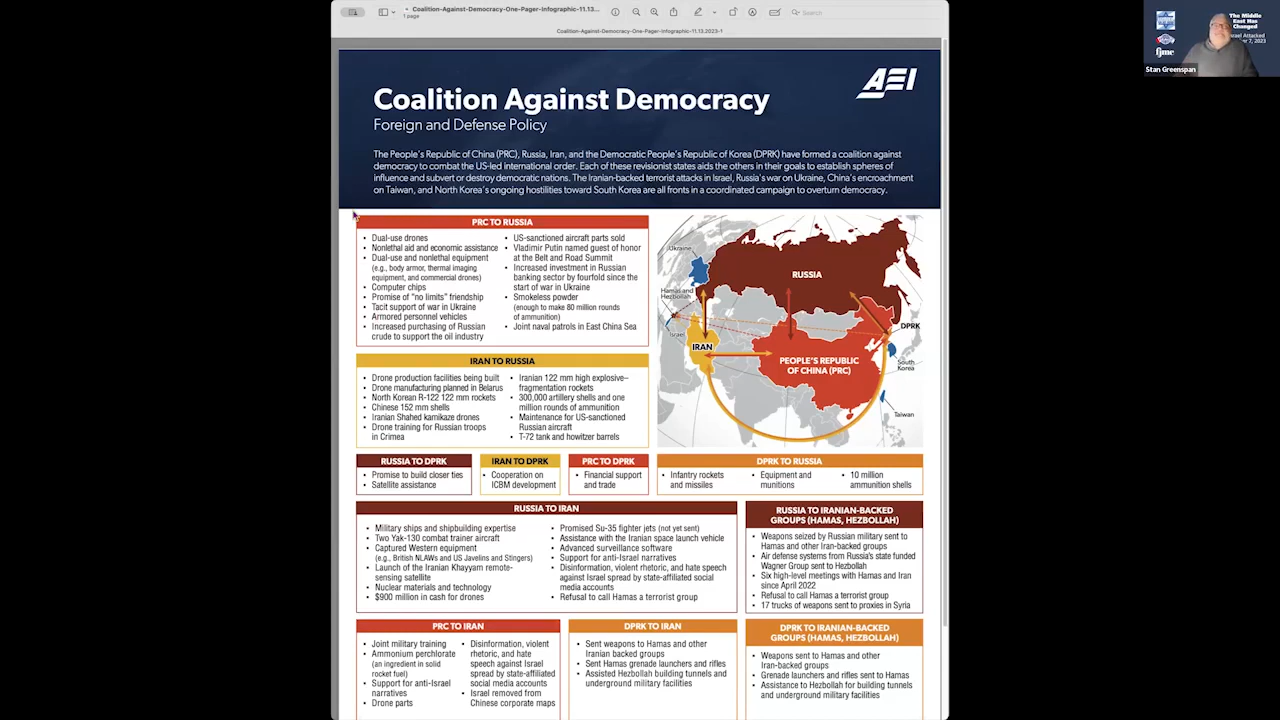 Coalition-Against-Democracy-One-Pager-Infographic-11.13...
1 page
Search
Coalition-Against-Democracy-One-Pager-Infographic-11.13.2023-1
The Middle
East Has
Changed
Israel Attacked
7, 2023
fjmc
Stan Greenspan
AEI
Coalition Against Democracy
Foreign and Defense Policy
The People's Republic of China (PRC), Russia, Iran, and the Democratic People's Republic of Korea (DPRK) have formed a coalition against
democracy to combat the US-led international order. Each of these revisionist states aids the others in their goals to establish spheres of
influence and subvert or destroy democratic nations. The Iranian-backed terrorist attacks in Israel, Russia's war on Ukraine, China's encroachment
on Taiwan, and North Korea's ongoing hostilities toward South Korea are all fronts in a coordinated campaign to overturn democracy.
PRC TO RUSSIA
• Dual-use drones
• Nonlethal aid and economic assistance
• Dual-use and nonlethal equipment
(e.g., body armor, thermal imaging
equipment, and commercial drones)
• Computer chips
• Promise of "no limits" friendship
• Tacit support of war in Ukraine
• Armored personnel vehicles
• Increased purchasing of Russian
crude to support the oil industry
• US-sanctioned aircraft parts sold
• Vladimir Putin named guest of honor
at the Belt and Road Summit
• Increased investment in Russian
banking sector by fourfold since the
start of war in Ukraine
• Smokeless powder
(enough to make 80 million rounds
of ammunition)
• Joint naval patrols in East China Sea
Ukraine
Hamas and
Hezbollah
Israel
IRAN
RUSSIA
PEOPLE'S REPUBLIC
OF CHINA (PRC)
DPRK
South
Korea
Taiwan
IRAN TO RUSSIA
• Drone production facilities being built
• Drone manufacturing planned in Belarus
• North Korean R-122 122 mm rockets
• Chinese 152 mm shells
• Iranian Shahed kamikaze drones
• Drone training for Russian troops
in Crimea
• Iranian 122 mm high explosive–
fragmentation rockets
• 300,000 artillery shells and one
million rounds of ammunition
• Maintenance for US-sanctioned
Russian aircraft
• T-72 tank and howitzer barrels
RUSSIA TO DPRK
• Promise to build closer ties
• Satellite assistance
IRAN TO DPRK
• Cooperation on
ICBM development
PRC TO DPRK
• Financial support
and trade
DPRK TO RUSSIA
• Infantry rockets
and missiles
• Equipment and
munitions
• 10 million
ammunition shells
RUSSIA TO IRAN
• Military ships and shipbuilding expertise
• Two Yak-130 combat trainer aircraft
• Captured Western equipment
(e.g., British NLAWs and US Javelins and Stingers)
• Launch of the Iranian Khayyam remote-
sensing satellite
• Nuclear materials and technology
• $900 million in cash for drones
• Promised Su-35 fighter jets (not yet sent)
• Assistance with the Iranian space launch vehicle
• Advanced surveillance software
• Support for anti-Israel narratives
• Disinformation, violent rhetoric, and hate speech
against Israel spread by state-affiliated social
media accounts
• Refusal to call Hamas a terrorist group
RUSSIA TO IRANIAN-BACKED
GROUPS (HAMAS, HEZBOLLAH)
• Weapons seized by Russian military sent to
Hamas and other Iran-backed groups
• Air defense systems from Russia's state funded
Wagner Group sent to Hezbollah
• Six high-level meetings with Hamas and Iran
since April 2022
• Refusal to call Hamas a terrorist group
• 17 trucks of weapons sent to proxies in Syria
PRC TO IRAN
• Joint military training
• Ammonium perchlorate
(an ingredient in solid
rocket fuel)
• Support for anti-Israel
narratives
• Drone parts
• Disinformation, violent
rhetoric, and hate
speech against Israel
spread by state-affiliated
social media accounts
• Israel removed from
Chinese corporate maps
DPRK TO IRAN
• Sent weapons to Hamas and other
Iranian backed groups
• Sent Hamas grenade launchers and rifles
• Assisted Hezbollah building tunnels and
underground military facilities
DPRK TO IRANIAN-BACKED
GROUPS (HAMAS, HEZBOLLAH)
• Weapons sent to Hamas and other
Iran-backed groups
• Grenade launchers and rifles sent to Hamas
• Assistance to Hezbollah for building tunnels
and underground military facilities